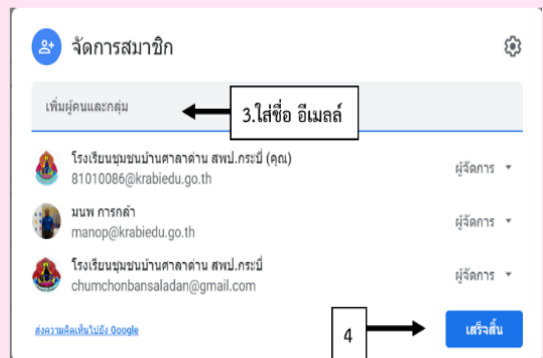 จัดการสมาชิก
เพิ่มผู้คนและกลุ่ม
3.ใส่ชื่อ อีเมลล์
โรงเรียนชุมชนบ้านศาลาด่าน สพป.กระบี่ (คุณ)
81010086@krabiedu.go.th
ผู้จัดการ
มนพ การกล้า
manop@krabiedu.go.th
ผู้จัดการ
โรงเรียนชุมชนบ้านศาลาด่าน สพป.กระบี่
chumchonbansaladan@gmail.com
ผู้จัดการ
ส่งความคิดเห็นไปยัง Google
4
เสร็จสิ้น